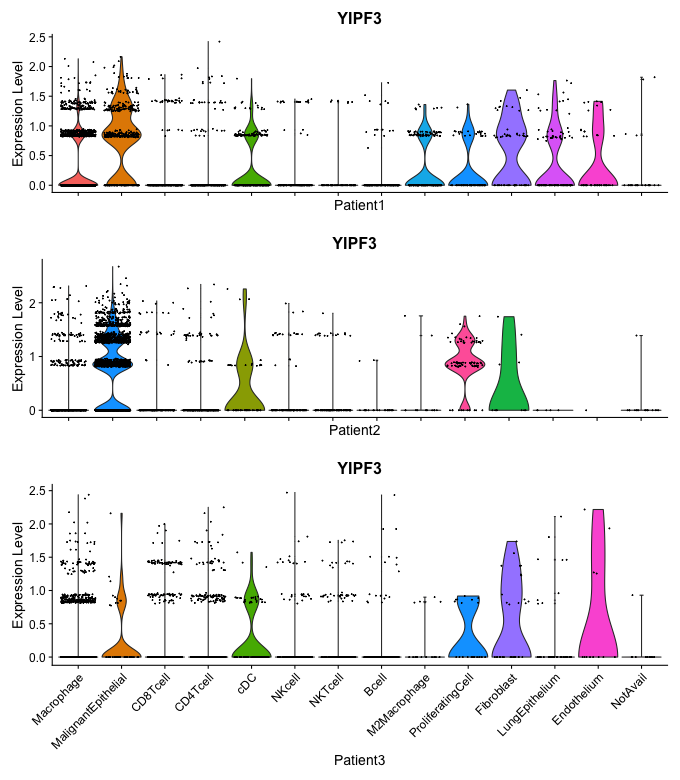 YIPF3
Expression Level
2.5
2.0
1.5
1.0
0.5
0.0
Patient1
YIPF3
Expression Level
2
1
0
Patient2
YIPF3
Expression Level
2.5
2.0
1.5
1.0
0.5
0.0
Macrophage
MalignantEpithelial
CD8Tcell
CD4Tcell
cDC
NKcell
NKTcell
Bcell
M2Macrophage
ProliferatingCell
Fibroblast
LungEpithelium
Endothelium
NotAvail
Patient3